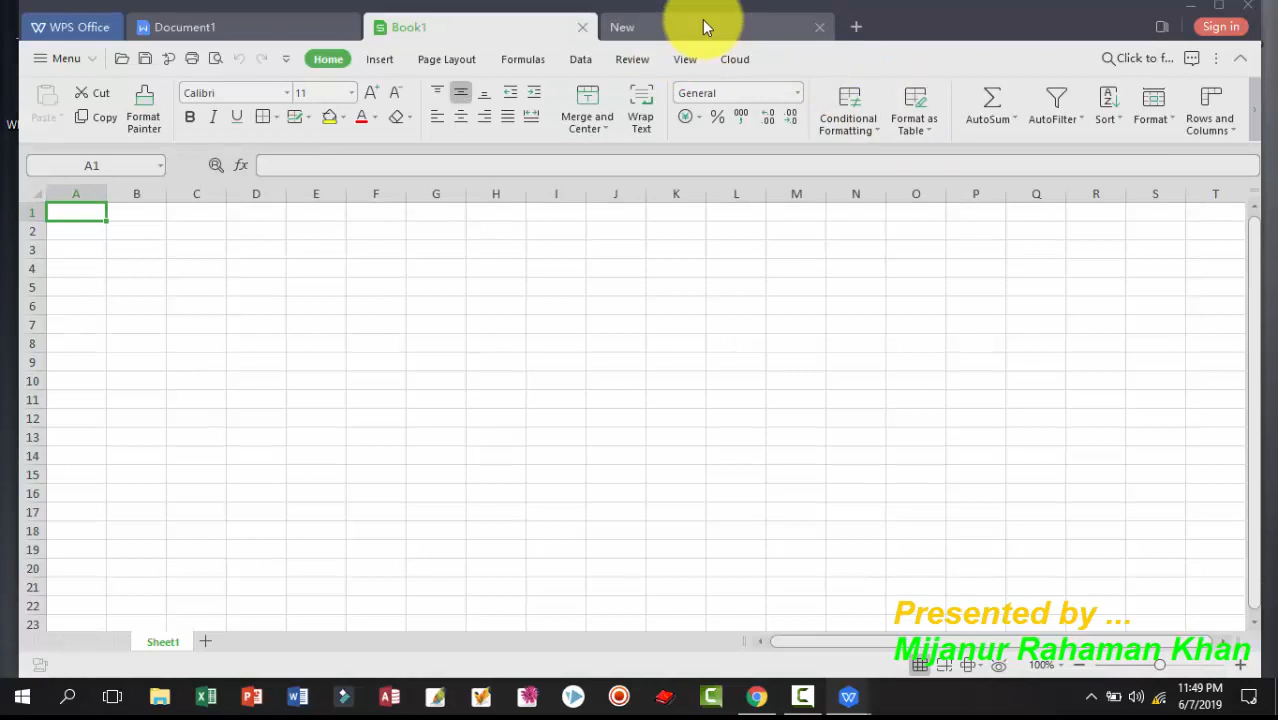 WPS Office
Document1
Book1
New
Sign in
Menu
Home
Insert
Page Layout
Formulas
Data
Review
View
Cloud
Click to f...
Paste
Cut
Copy
Format
Painter
Calibri
11
A+
A-
B I U
Merge and
Center
Wrap
Text
General
%
000
Conditional
Formatting
Format as
Table
AutoSum
AutoFilter
Sort
Format
Rows and
Columns
A1
fx
A B C D E F G H I J K L M N O P Q R S T
1
2
3
4
5
6
7
8
9
10
11
12
13
14
15
16
17
18
19
20
21
22
23
Presented by ...
Mijanur Rahaman Khan
Sheet1
100%
11:49 PM
6/7/2019